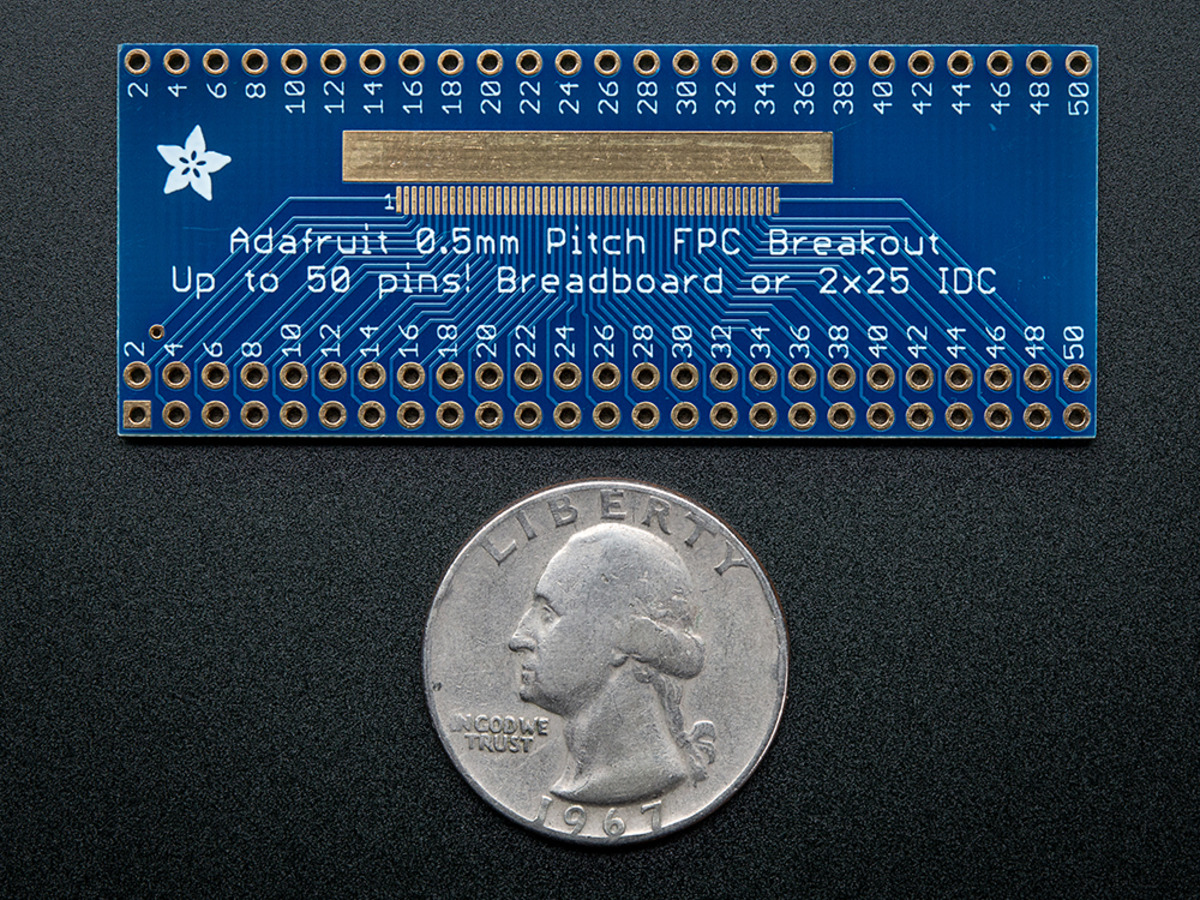 2 4 6 8 10 12 14 16 18 20 22 24 26 28 30 32 34 36 38 40 42 44 46 48 50
1
Adafruit 0.5mm Pitch FPC Breakout
Up to 50 pins! Breadboard or 2x25 IDC
2 4 6 8 10 12 14 16 18 20 22 24 26 28 30 32 34 36 38 40 42 44 46 48 50
LIBERTY
IN GOD WE
TRUST
1967